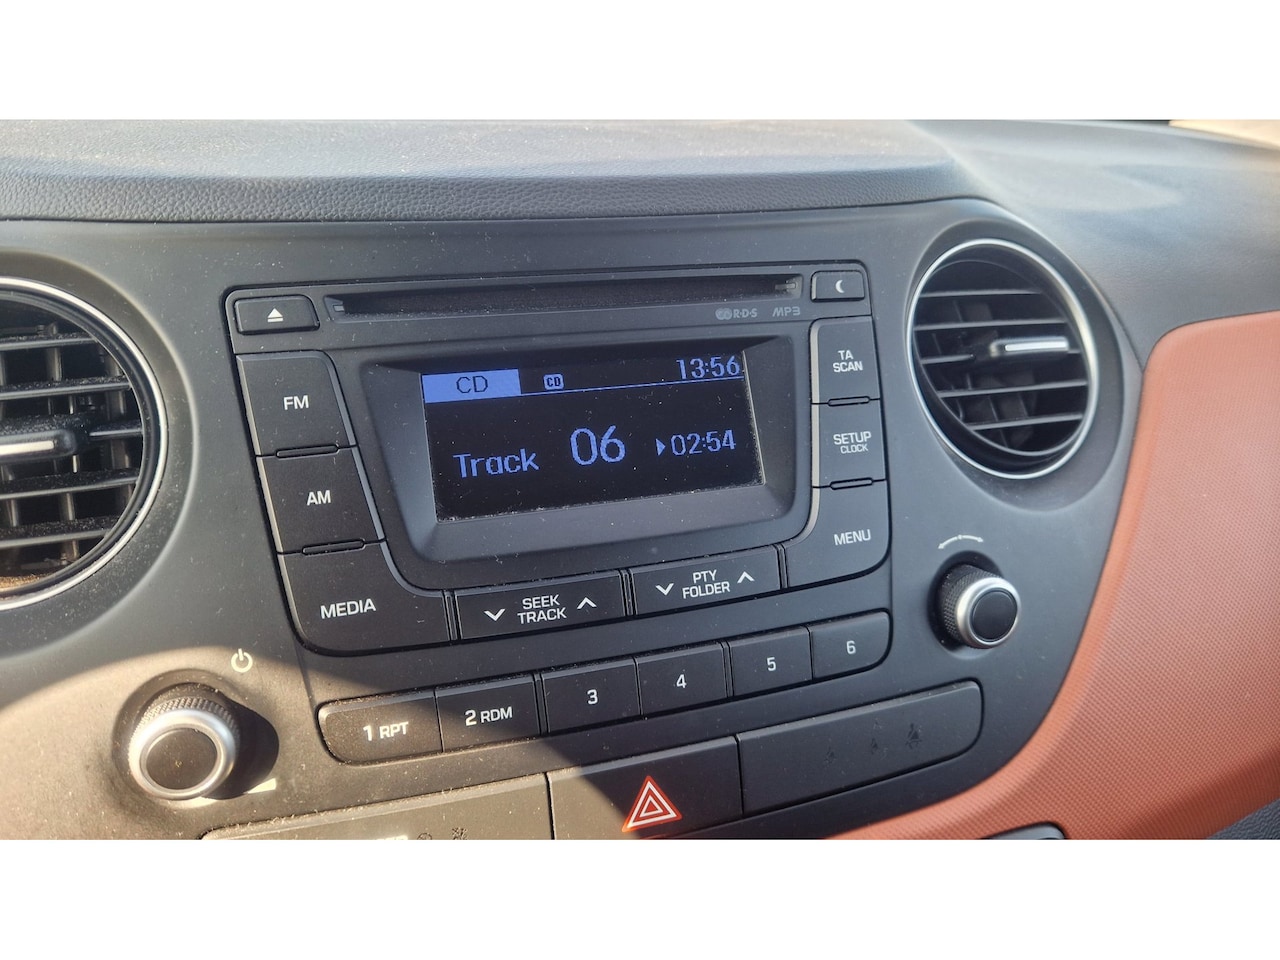 R·D·S MP3
CD CD 13:56
Track 06 02:54
FM
AM
MEDIA
TA
SCAN
SETUP
CLOCK
MENU
SEEK
TRACK
PTY
FOLDER
1 RPT 2 RDM 3 4 5 6